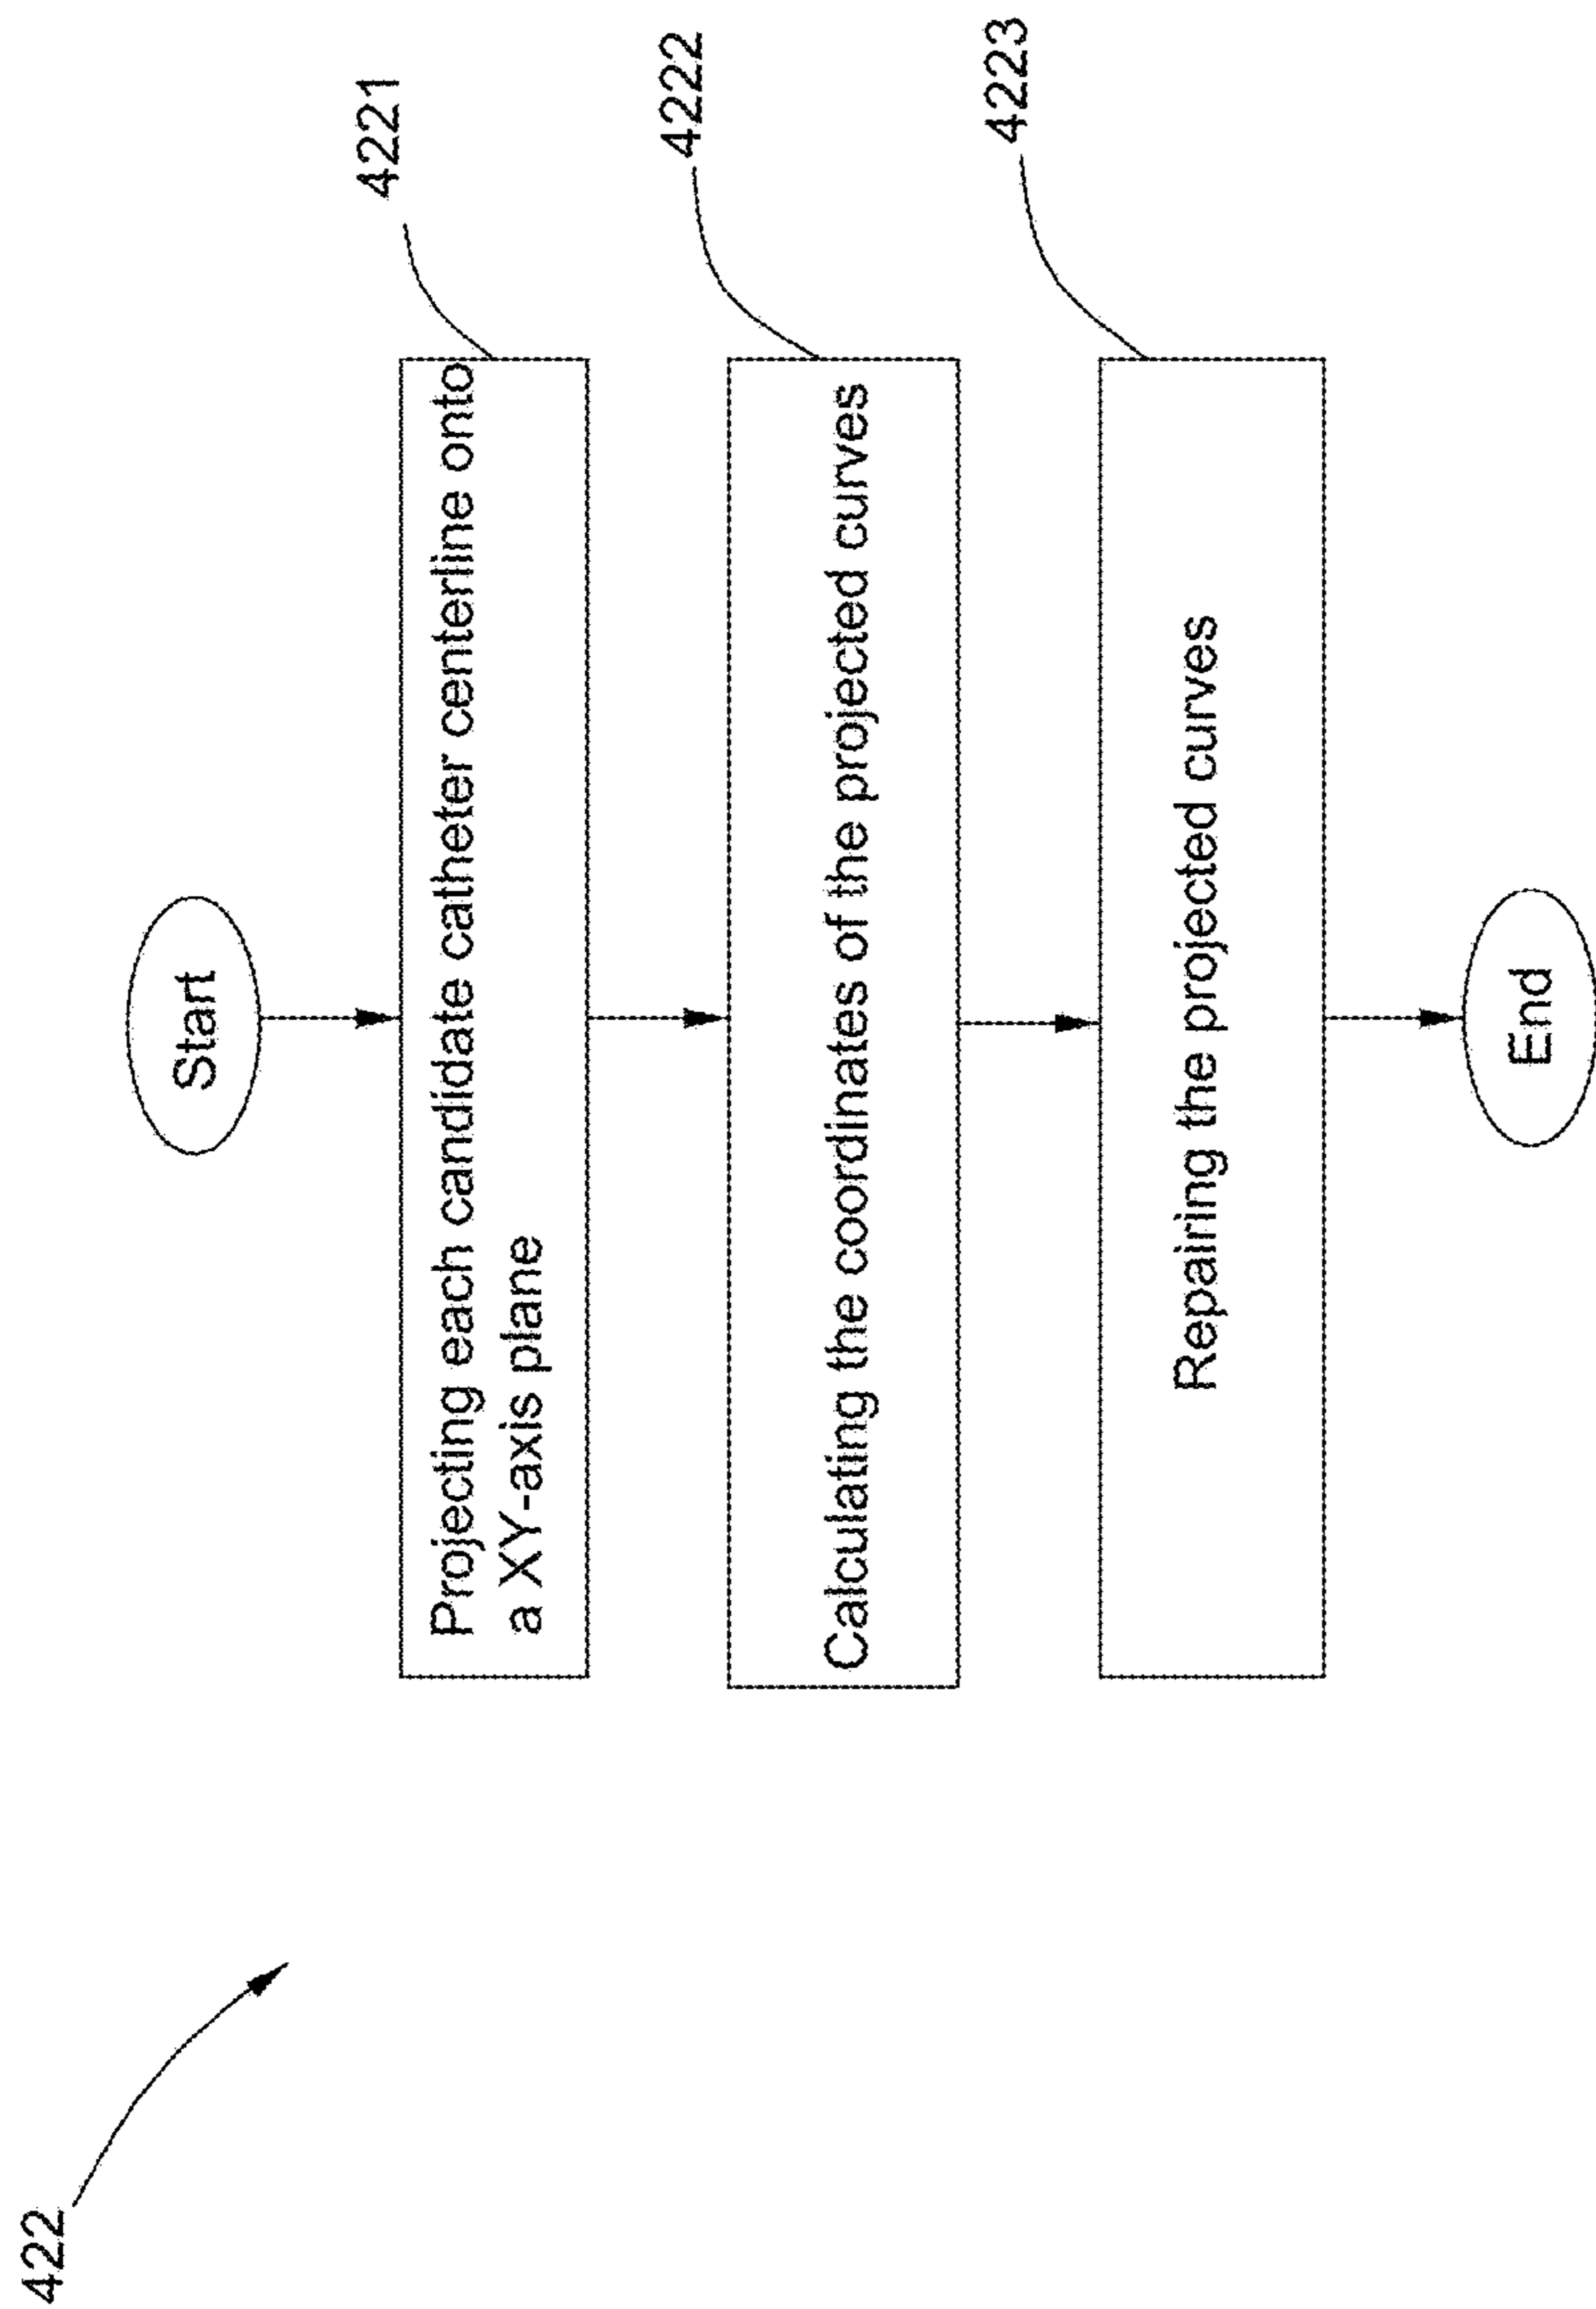 422
Start
Projecting each candidate catheter centerline onto
a XY-axis plane
4221
Calculating the coordinates of the projected curves
4222
Repairing the projected curves
4223
End